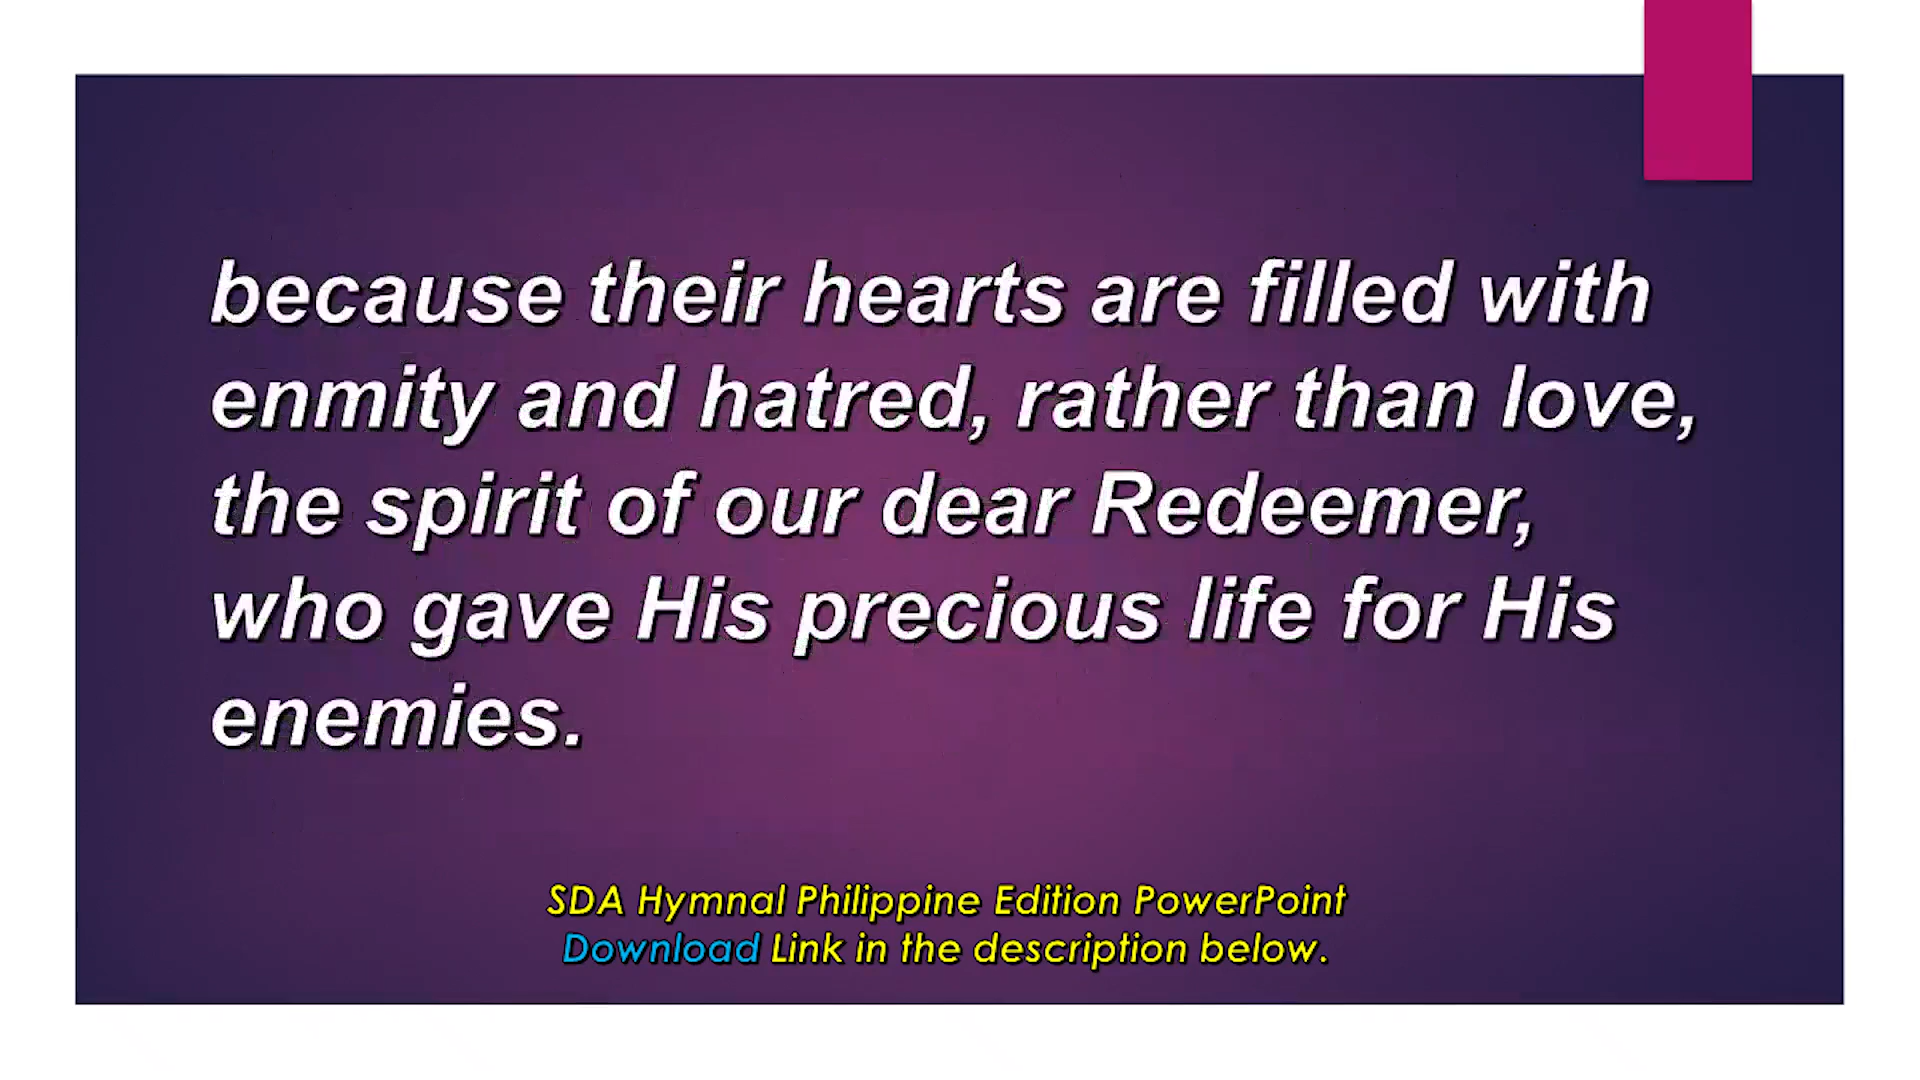 because their hearts are filled with
enmity and hatred, rather than love,
the spirit of our dear Redeemer,
who gave His precious life for His
enemies.
SDA Hymnal Philippine Edition PowerPoint
Download Link in the description below.